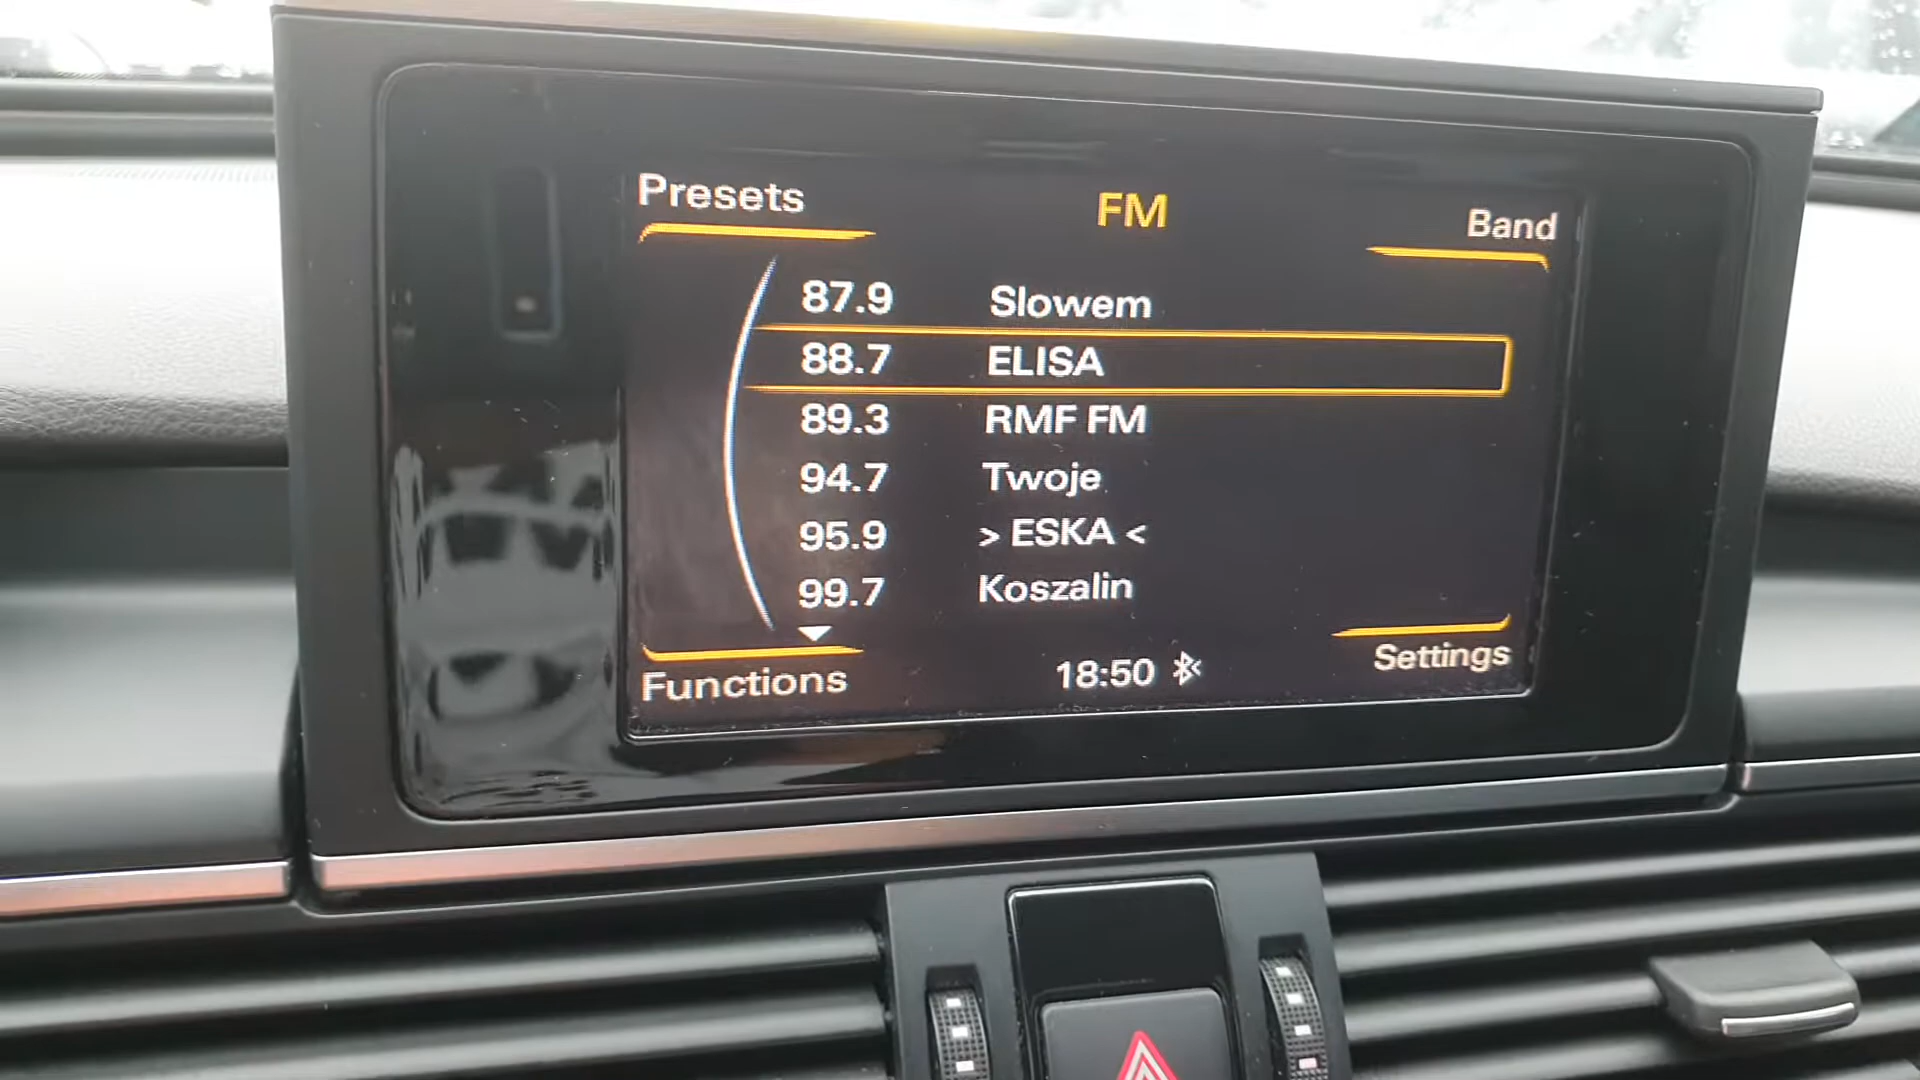 Presets
FM
Band
87.9 Slowem
88.7 ELISA
89.3 RMF FM
94.7 Twoje
95.9 > ESKA <
99.7 Koszalin
Functions
18:50
Settings